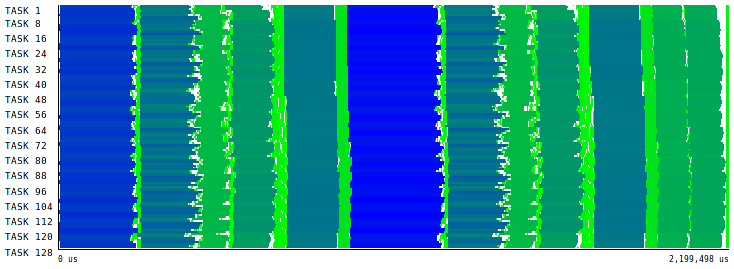 TASK 1
TASK 8
TASK 16
TASK 24
TASK 32
TASK 40
TASK 48
TASK 56
TASK 64
TASK 72
TASK 80
TASK 88
TASK 96
TASK 104
TASK 112
TASK 120
TASK 128
0 us 2,199,498 us